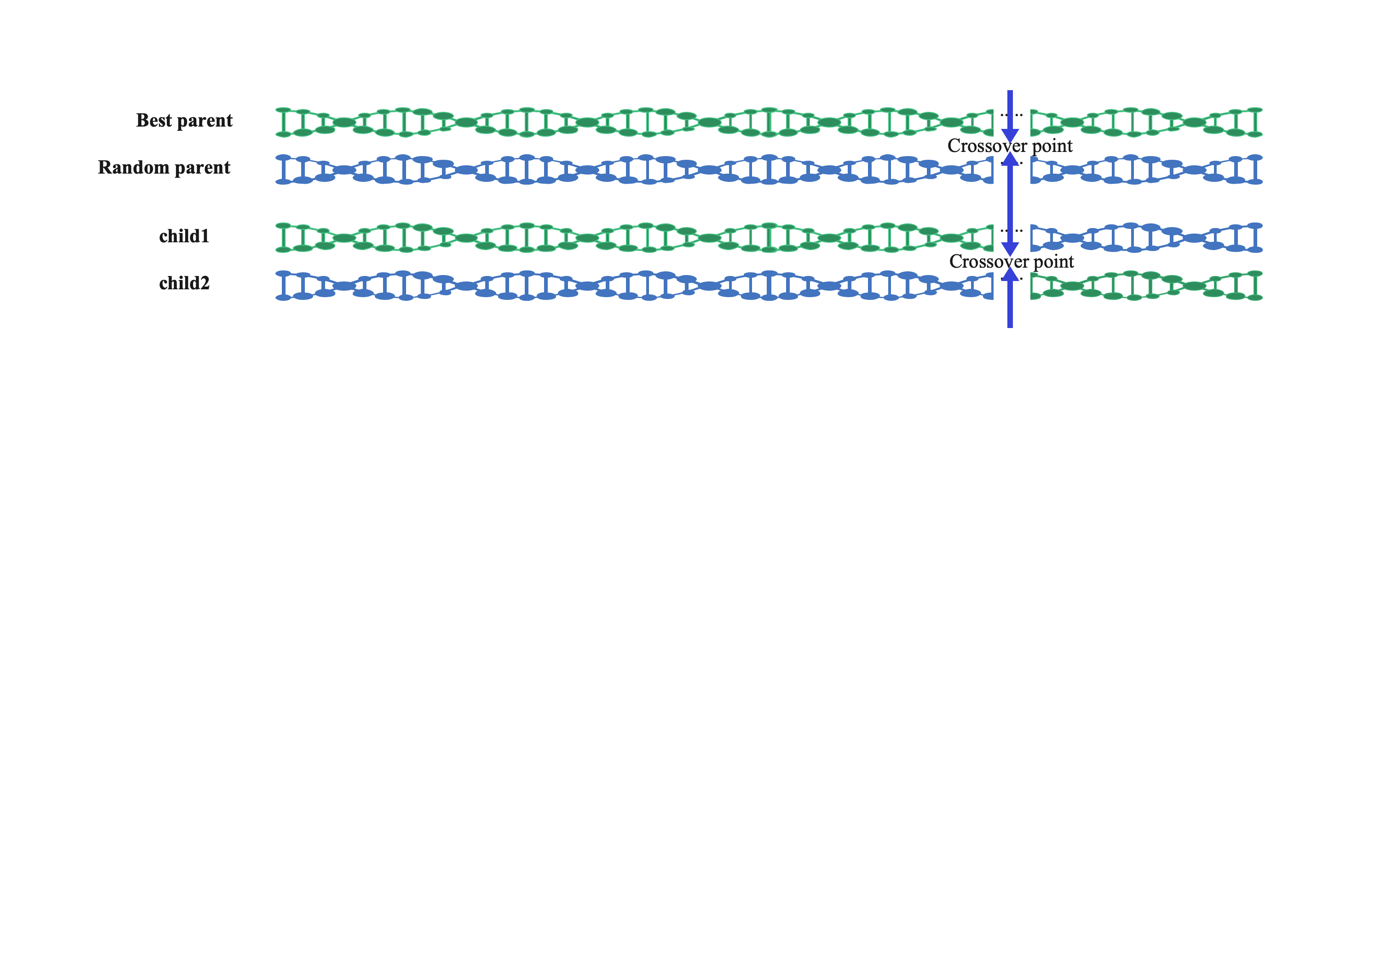 Best parent
.....
Crossover point
Random parent
child1
.....
Crossover point
child2